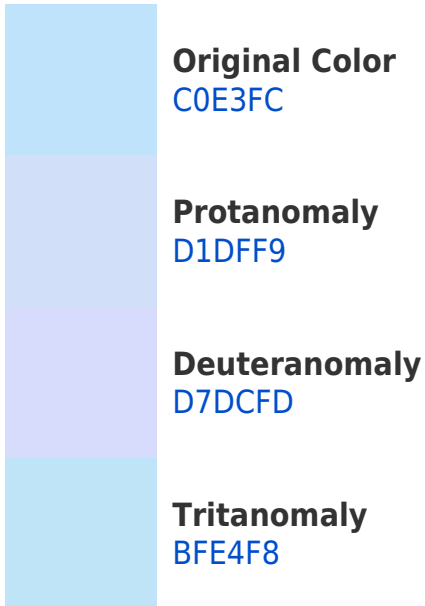 Original Color
C0E3FC
Protanomaly
D1DFF9
Deuteranomaly
D7DCFD
Tritanomaly
BFE4F8